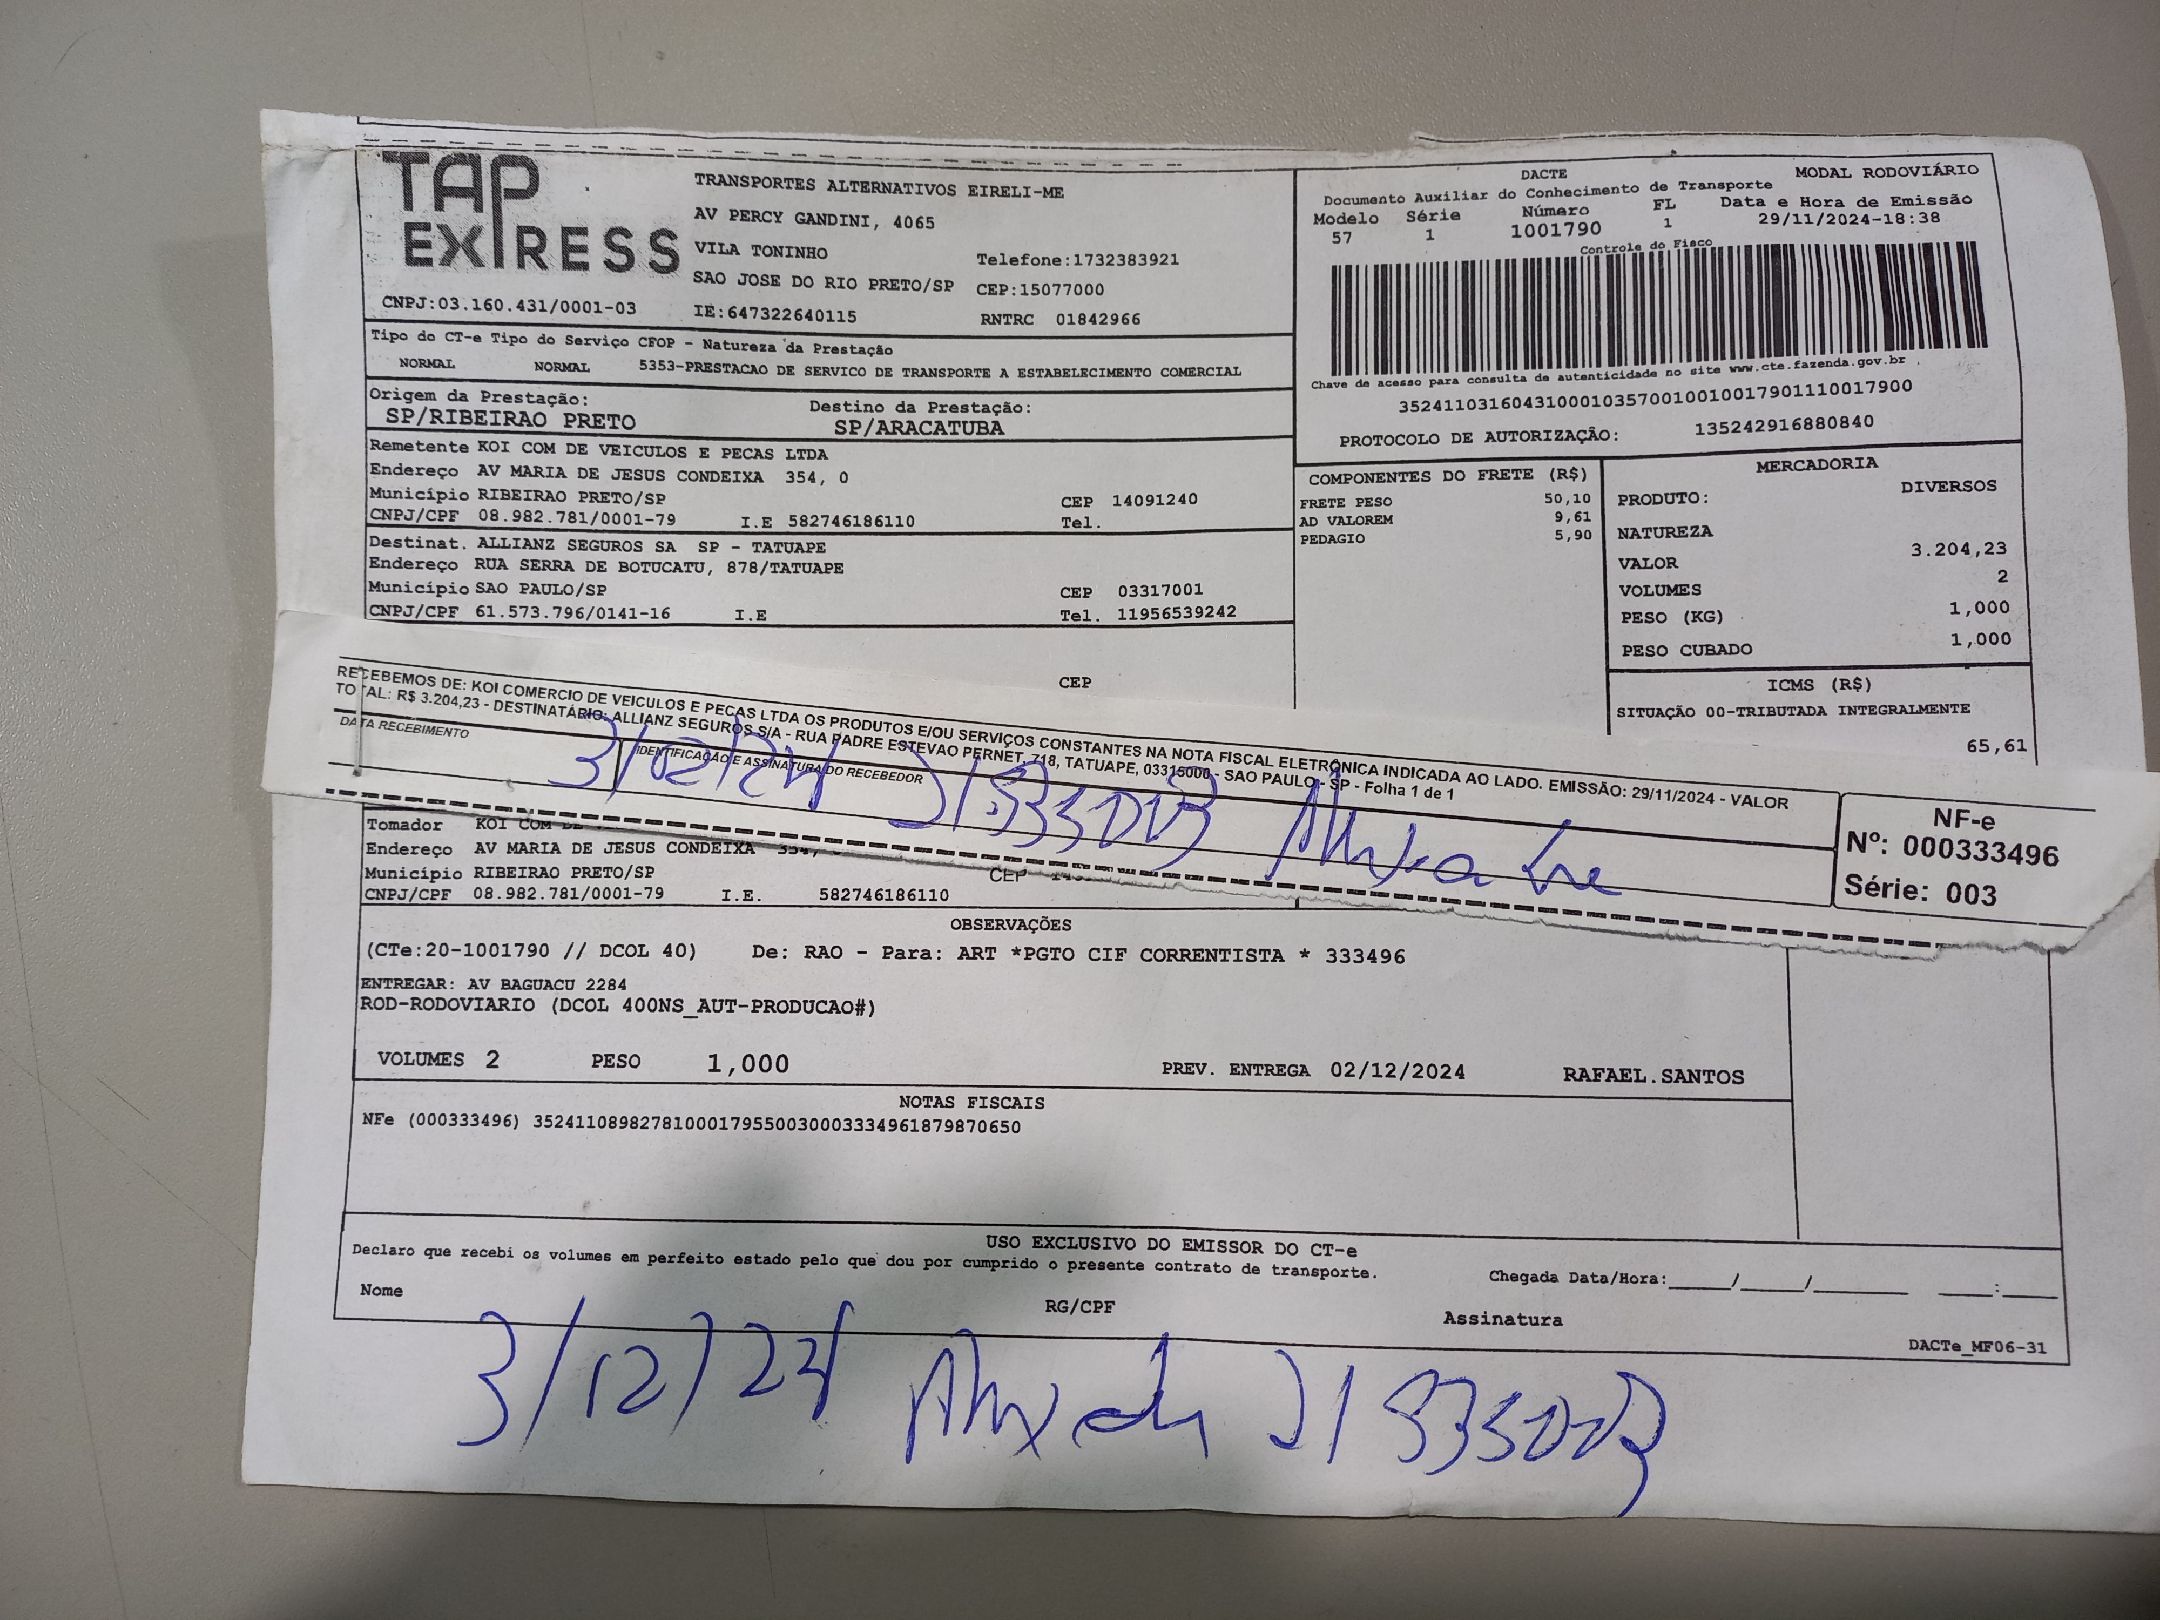 TAP EXPRESS
TRANSPORTES ALTERNATIVOS EIRELI-ME
AV PERCY GANDINI, 4065
VILA TONINHO
Telefone:1732383921
SAO JOSE DO RIO PRETO/SP CEP:15077000
CNPJ:03.160.431/0001-03 IE:647322640115 RNTRC 01842966
DACTE MODAL RODOVIÁRIO
Documento Auxiliar do Conhecimento de Transporte
Modelo Série Número FL Data e Hora de Emissão
57 1 1001790 1 29/11/2024-18:38
Controle do Fisco
Chave de acesso para consulta de autenticidade no site www.cte.fazenda.gov.br
35241103160431000103570010010017901110017900
PROTOCOLO DE AUTORIZAÇÃO: 135242916880840
Tipo do CT-e Tipo do Serviço CFOP - Natureza da Prestação
NORMAL NORMAL 5353-PRESTACAO DE SERVICO DE TRANSPORTE A ESTABELECIMENTO COMERCIAL
Origem da Prestação: Destino da Prestação:
SP/RIBEIRAO PRETO SP/ARACATUBA
Remetente KOI COM DE VEICULOS E PECAS LTDA
Endereço AV MARIA DE JESUS CONDEIXA 354, 0
Município RIBEIRAO PRETO/SP CEP 14091240
CNPJ/CPF 08.982.781/0001-79 I.E 582746186110 Tel.
Destinat. ALLIANZ SEGUROS SA SP - TATUAPE
Endereço RUA SERRA DE BOTUCATU, 878/TATUAPE
Município SAO PAULO/SP CEP 03317001
CNPJ/CPF 61.573.796/0141-16 I.E Tel. 11956539242
CEP
COMPONENTES DO FRETE (R$)
FRETE PESO 50,10
AD VALOREM 9,61
PEDAGIO 5,90
MERCADORIA
PRODUTO: DIVERSOS
NATUREZA
VALOR 3.204,23
VOLUMES 2
PESO (KG) 1,000
PESO CUBADO 1,000
ICMS (R$)
SITUAÇÃO 00-TRIBUTADA INTEGRALMENTE
65,61
RECEBEMOS DE: KOI COMERCIO DE VEICULOS E PECAS LTDA OS PRODUTOS E/OU SERVIÇOS CONSTANTES NA NOTA FISCAL ELETRÔNICA INDICADA AO LADO. EMISSÃO: 29/11/2024 - VALOR
TOTAL: R$ 3.204,23 - DESTINATÁRIO: ALLIANZ SEGUROS S/A - RUA PADRE ESTEVAO PERNET, 718, TATUAPE, 03315000 - SAO PAULO - SP - Folha 1 de 1
DATA RECEBIMENTO IDENTIFICAÇÃO E ASSINATURA DO RECEBEDOR
3/12/24
NF-e
Nº: 000333496
Série: 003
Tomador KOI COM DE
Endereço AV MARIA DE JESUS CONDEIXA 354,
Município RIBEIRAO PRETO/SP CEP
CNPJ/CPF 08.982.781/0001-79 I.E. 582746186110
OBSERVAÇÕES
(CTe:20-1001790 // DCOL 40) De: RAO - Para: ART *PGTO CIF CORRENTISTA * 333496
ENTREGAR: AV BAGUACU 2284
ROD-RODOVIARIO (DCOL 400NS_AUT-PRODUCAO#)
VOLUMES 2 PESO 1,000 PREV. ENTREGA 02/12/2024 RAFAEL.SANTOS
NOTAS FISCAIS
NFe (000333496) 35241108982781000179550030003334961879870650
USO EXCLUSIVO DO EMISSOR DO CT-e
Declaro que recebi os volumes em perfeito estado pelo que dou por cumprido o presente contrato de transporte.
Chegada Data/Hora:____/____/______ ___:___
Nome RG/CPF Assinatura
DACTe_MF06-31
3/12/24